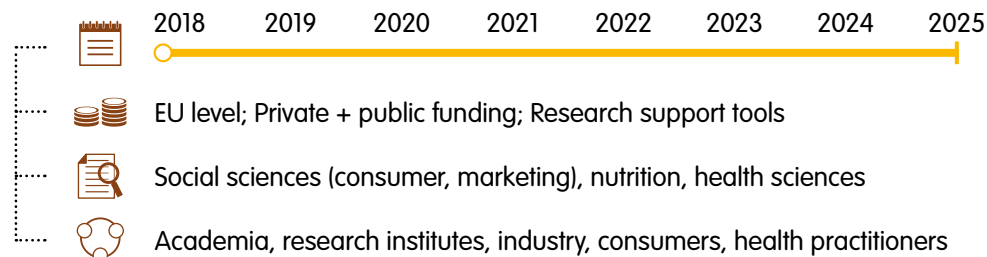 2018 2019 2020 2021 2022 2023 2024 2025
EU level; Private + public funding; Research support tools
Social sciences (consumer, marketing), nutrition, health sciences
Academia, research institutes, industry, consumers, health practitioners